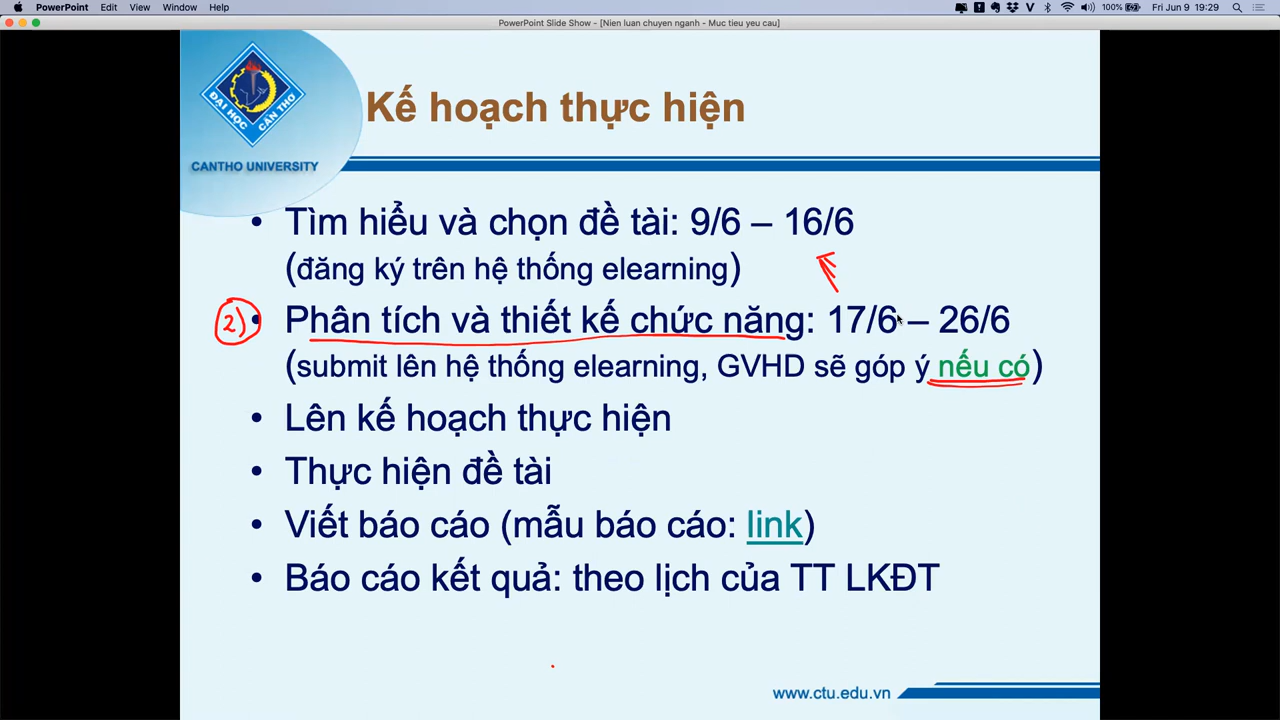 PowerPoint Edit View Window Help
100% Fri Jun 9 19:29
PowerPoint Slide Show - [Nien luan chuyen nganh - Muc tieu yeu cau]
ĐẠI HỌC CẦN THƠ
CANTHO UNIVERSITY
Kế hoạch thực hiện
• Tìm hiểu và chọn đề tài: 9/6 – 16/6
(đăng ký trên hệ thống elearning)
2) • Phân tích và thiết kế chức năng: 17/6 – 26/6
(submit lên hệ thống elearning, GVHD sẽ góp ý nếu có)
• Lên kế hoạch thực hiện
• Thực hiện đề tài
• Viết báo cáo (mẫu báo cáo: link)
• Báo cáo kết quả: theo lịch của TT LKĐT
www.ctu.edu.vn